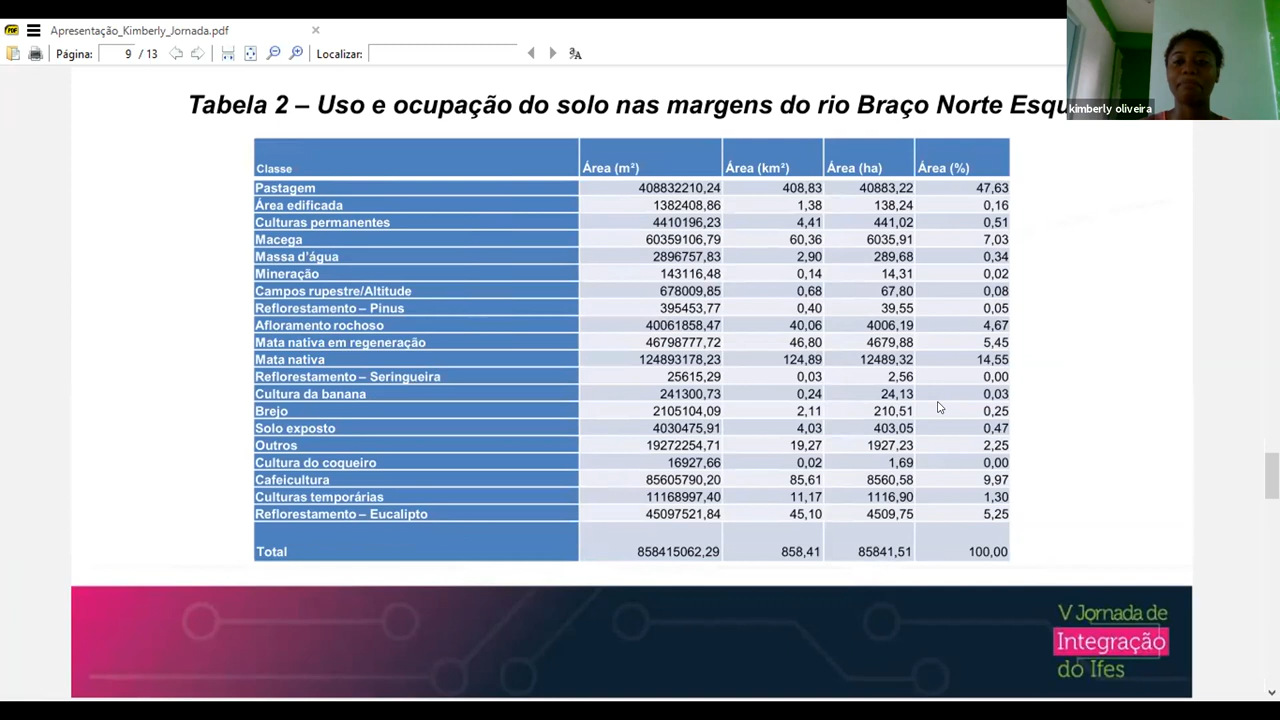 Apresentação_Kimberly_Jornada.pdf
Página: 9 / 13 Localizar:
kimberly oliveira
Tabela 2 – Uso e ocupação do solo nas margens do rio Braço Norte
Classe Área (m²) Área (km²) Área (ha) Área (%)
Pastagem 408832210,24 408,83 40883,22 47,63
Área edificada 1382408,86 1,38 138,24 0,16
Culturas permanentes 4410196,23 4,41 441,02 0,51
Macega 60359106,79 60,36 6035,91 7,03
Massa d'água 2896757,83 2,90 289,68 0,34
Mineração 143116,48 0,14 14,31 0,02
Campos rupestre/Altitude 678009,85 0,68 67,80 0,08
Reflorestamento – Pinus 395453,77 0,40 39,55 0,05
Afloramento rochoso 40061858,47 40,06 4006,19 4,67
Mata nativa em regeneração 46798777,72 46,80 4679,88 5,45
Mata nativa 124893178,23 124,89 12489,32 14,55
Reflorestamento – Seringueira 25615,29 0,03 2,56 0,00
Cultura da banana 241300,73 0,24 24,13 0,03
Brejo 2105104,09 2,11 210,51 0,25
Solo exposto 4030475,91 4,03 403,05 0,47
Outros 19272254,71 19,27 1927,23 2,25
Cultura do coqueiro 16927,66 0,02 1,69 0,00
Cafeicultura 85605790,20 85,61 8560,58 9,97
Culturas temporárias 11168997,40 11,17 1116,90 1,30
Reflorestamento – Eucalipto 45097521,84 45,10 4509,75 5,25
Total 858415062,29 858,41 85841,51 100,00
V Jornada de
Integração
do Ifes